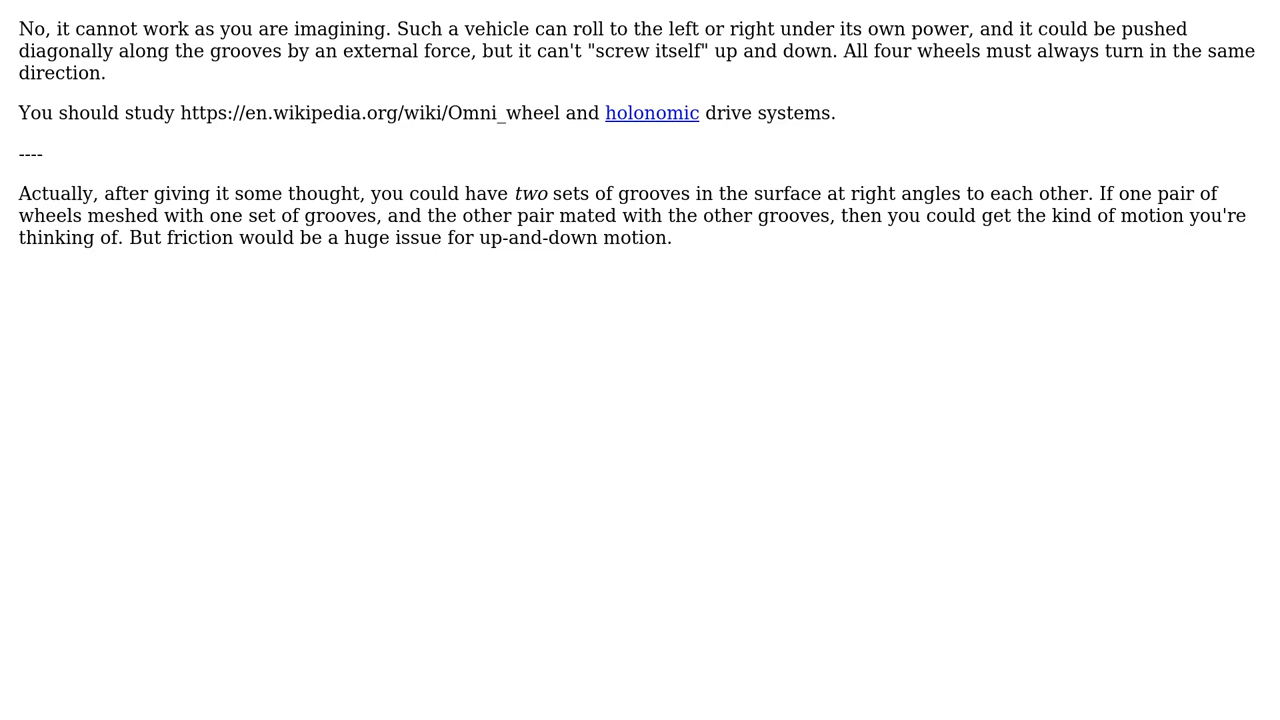 No, it cannot work as you are imagining. Such a vehicle can roll to the left or right under its own power, and it could be pushed
diagonally along the grooves by an external force, but it can't "screw itself" up and down. All four wheels must always turn in the same
direction.
You should study https://en.wikipedia.org/wiki/Omni_wheel and holonomic drive systems.
----
Actually, after giving it some thought, you could have two sets of grooves in the surface at right angles to each other. If one pair of
wheels meshed with one set of grooves, and the other pair mated with the other grooves, then you could get the kind of motion you're
thinking of. But friction would be a huge issue for up-and-down motion.